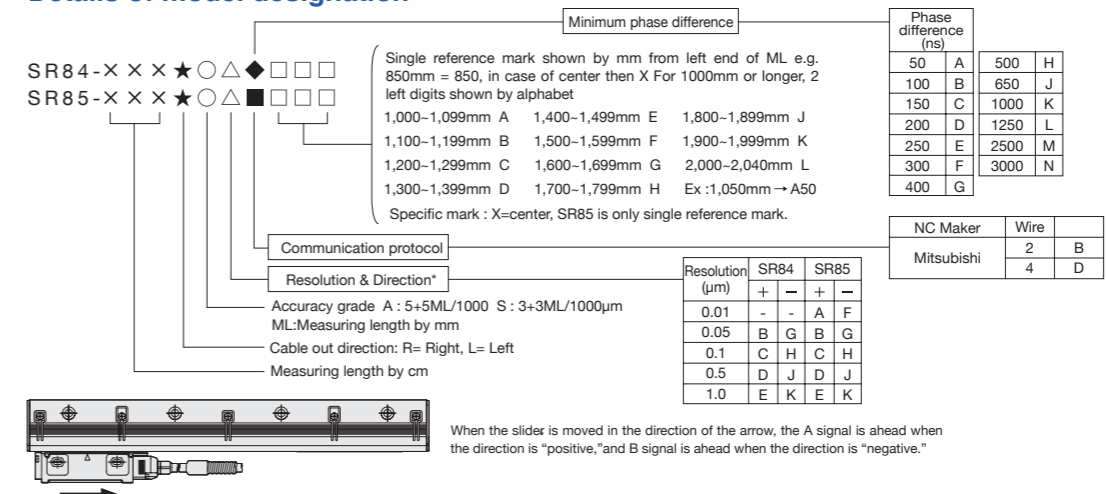 Details of model designation
Minimum phase difference
SR84-×××★○△◆□□□
SR85-×××★○△■□□□
Single reference mark shown by mm from left end of ML e.g.
850mm = 850, in case of center then X For 1000mm or longer, 2
left digits shown by alphabet
1,000~1,099mm A 1,400~1,499mm E 1,800~1,899mm J
1,100~1,199mm B 1,500~1,599mm F 1,900~1,999mm K
1,200~1,299mm C 1,600~1,699mm G 2,000~2,040mm L
1,300~1,399mm D 1,700~1,799mm H Ex :1,050mm→A50
Specific mark : X=center, SR85 is only single reference mark.
Phase
difference
(ns)
50 A 500 H
100 B 650 J
150 C 1000 K
200 D 1250 L
250 E 2500 M
300 F 3000 N
400 G
Communication protocol
NC Maker Wire
Mitsubishi
2 B
4 D
Resolution & Direction*
Accuracy grade A : 5+5ML/1000 S : 3+3ML/1000μm
ML:Measuring length by mm
Cable out direction: R= Right, L= Left
Measuring length by cm
Resolution SR84 SR85
(μm) + − + −
0.01 - - A F
0.05 B G B G
0.1 C H C H
0.5 D J D J
1.0 E K E K
When the slider is moved in the direction of the arrow, the A signal is ahead when
the direction is “positive,”and B signal is ahead when the direction is “negative.”